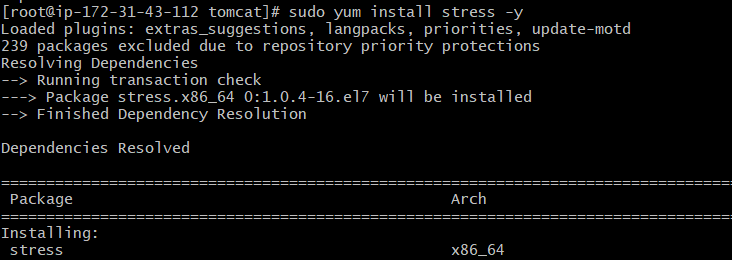 [root@ip-172-31-43-112 tomcat]# sudo yum install stress -y
Loaded plugins: extras_suggestions, langpacks, priorities, update-motd
239 packages excluded due to repository priority protections
Resolving Dependencies
--> Running transaction check
---> Package stress.x86_64 0:1.0.4-16.el7 will be installed
--> Finished Dependency Resolution

Dependencies Resolved

=================================================================================
 Package                                          Arch
=================================================================================
Installing:
 stress                                           x86_64